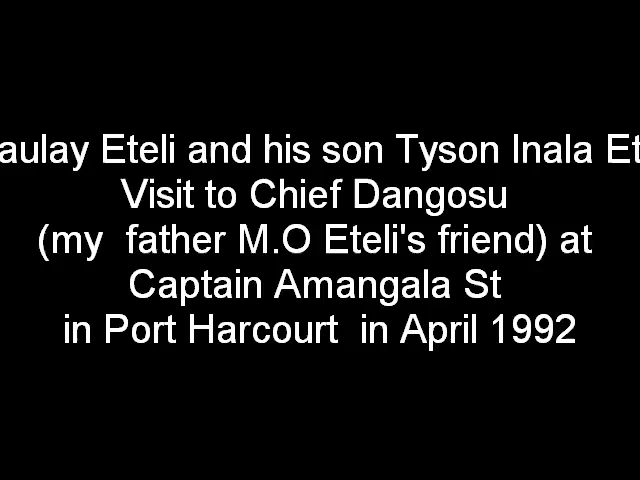 aulay Eteli and his son Tyson Inala Et
Visit to Chief Dangosu
(my father M.O Eteli's friend) at
Captain Amangala St
in Port Harcourt in April 1992